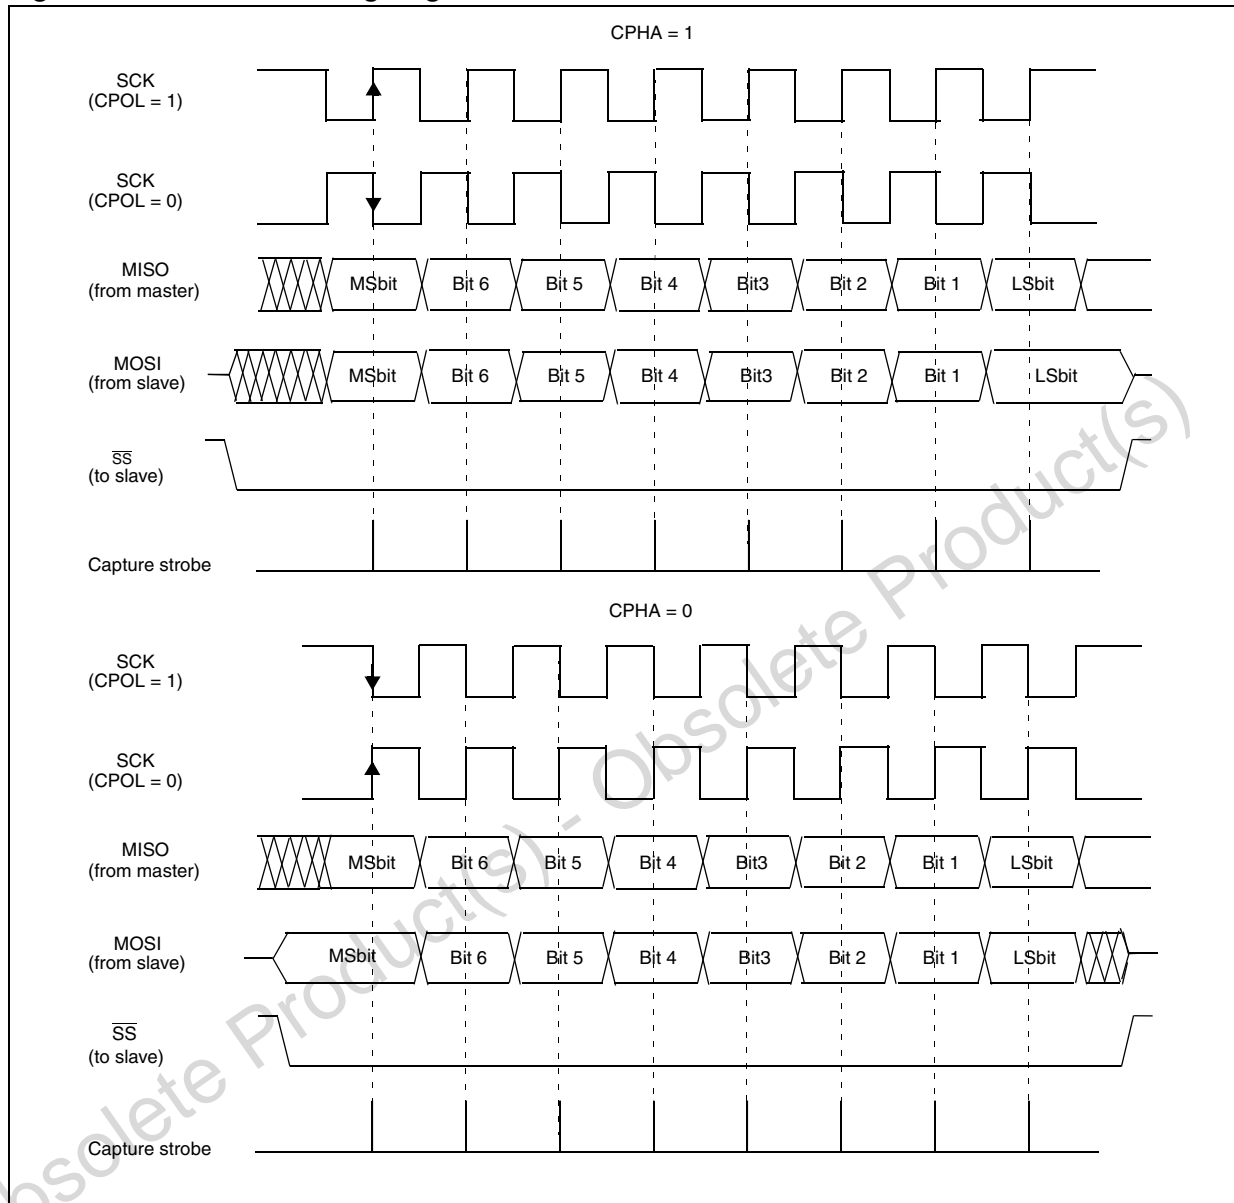 CPHA = 1
SCK
(CPOL = 1)
SCK
(CPOL = 0)
MISO
(from master)
MSbit Bit 6 Bit 5 Bit 4 Bit3 Bit 2 Bit 1 LSbit
MOSI
(from slave)
MSbit Bit 6 Bit 5 Bit 4 Bit3 Bit 2 Bit 1 LSbit
SS
(to slave)
Capture strobe
CPHA = 0
SCK
(CPOL = 1)
SCK
(CPOL = 0)
MISO
(from master)
MSbit Bit 6 Bit 5 Bit 4 Bit3 Bit 2 Bit 1 LSbit
MOSI
(from slave)
MSbit Bit 6 Bit 5 Bit 4 Bit3 Bit 2 Bit 1 LSbit
SS
(to slave)
Capture strobe
bsolete Product(s) - Obsolete Product(s)